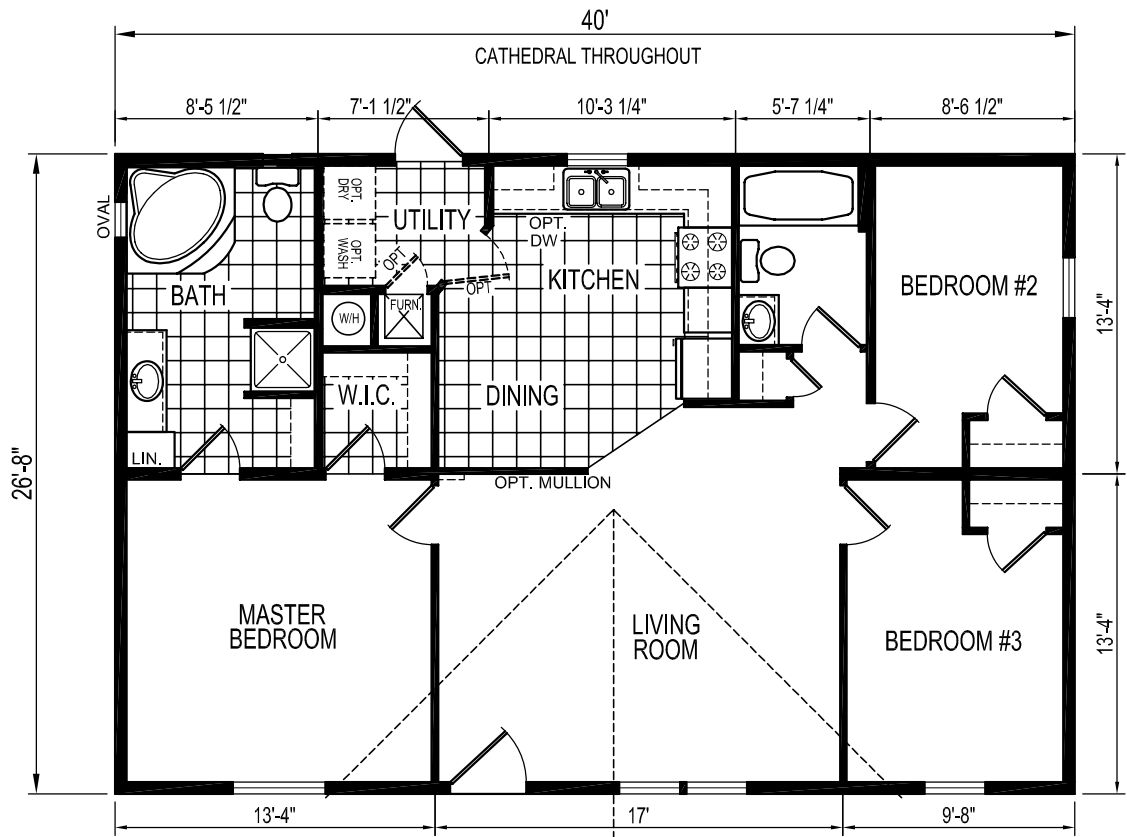 40'
CATHEDRAL THROUGHOUT
8'-5 1/2"
7'-1 1/2"
10'-3 1/4"
5'-7 1/4"
8'-6 1/2"
OVAL
OPT.
DRY
UTILITY
OPT.
WASH
OPT
OPT.
DW
KITCHEN
OPT
BATH
BEDROOM #2
13'-4"
W/H
FURN
W.I.C.
DINING
LIN.
26'-8"
OPT. MULLION
MASTER
BEDROOM
LIVING
ROOM
BEDROOM #3
13'-4"
13'-4"
17'
9'-8"